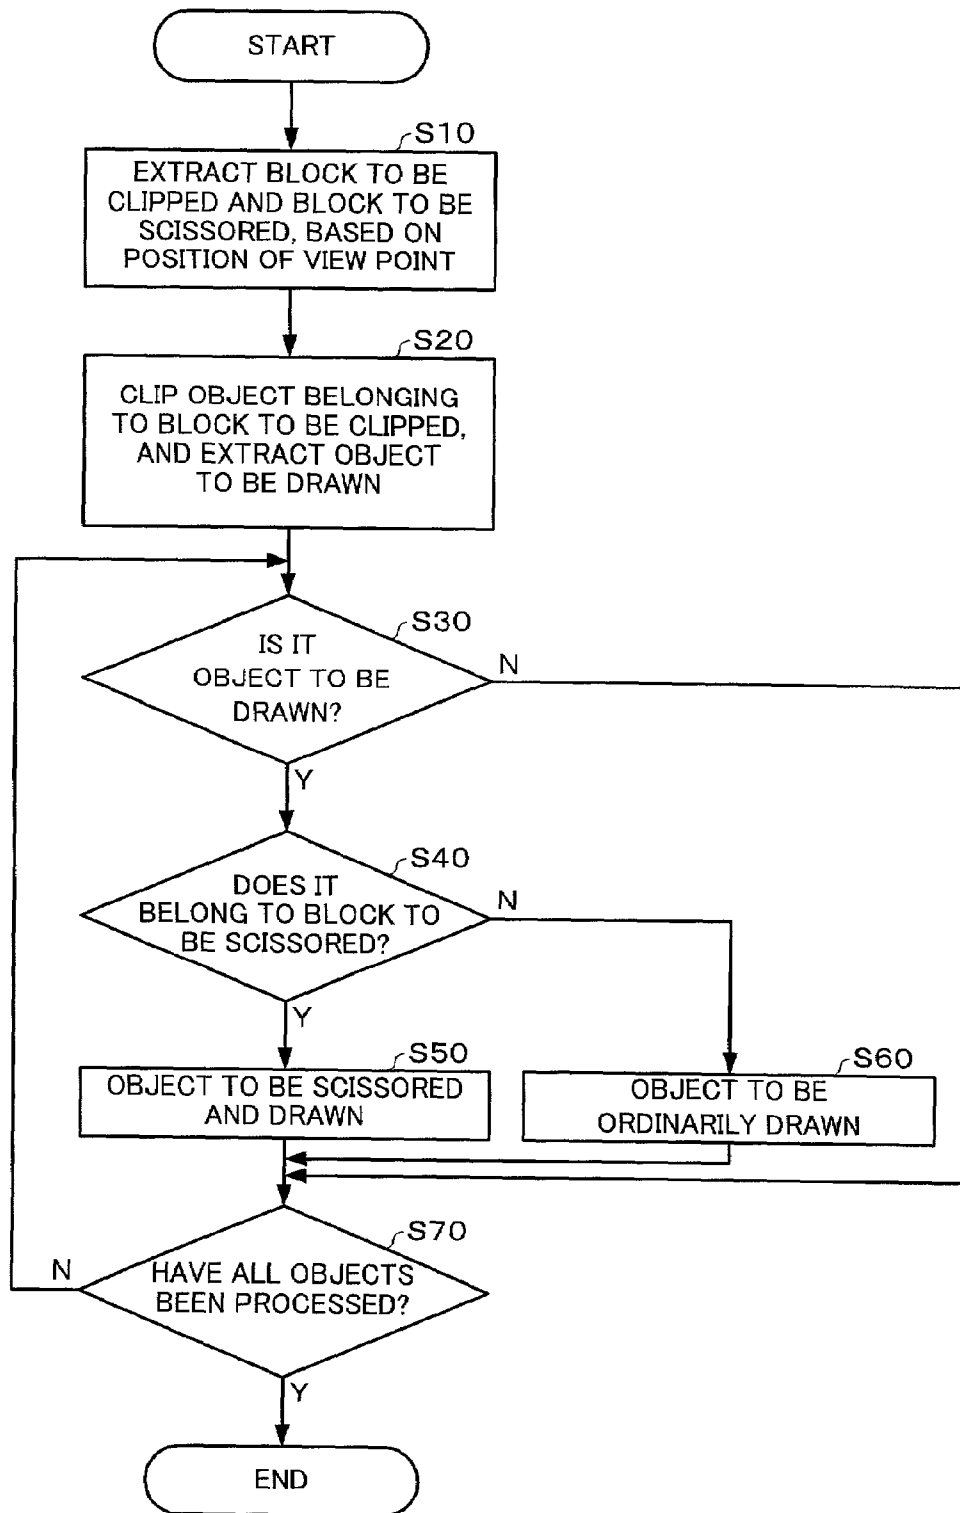 START
S10
EXTRACT BLOCK TO BE
CLIPPED AND BLOCK TO BE
SCISSORED, BASED ON
POSITION OF VIEW POINT
S20
CLIP OBJECT BELONGING
TO BLOCK TO BE CLIPPED,
AND EXTRACT OBJECT
TO BE DRAWN
S30
IS IT
OBJECT TO BE
DRAWN?
N
Y
S40
DOES IT
BELONG TO BLOCK TO
BE SCISSORED?
N
Y
S50
OBJECT TO BE SCISSORED
AND DRAWN
S60
OBJECT TO BE
ORDINARILY DRAWN
S70
HAVE ALL OBJECTS
BEEN PROCESSED?
N
Y
END